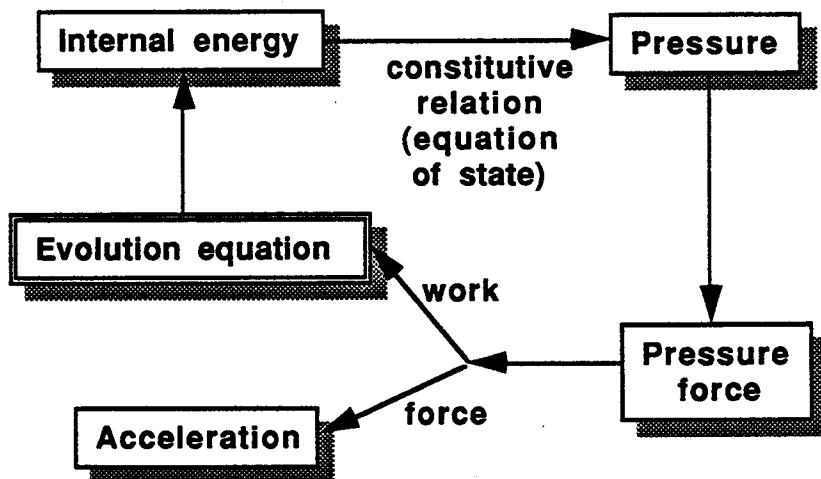 Internal energy
Pressure
constitutive
relation
(equation
of state)
Evolution equation
work
Pressure
force
force
Acceleration